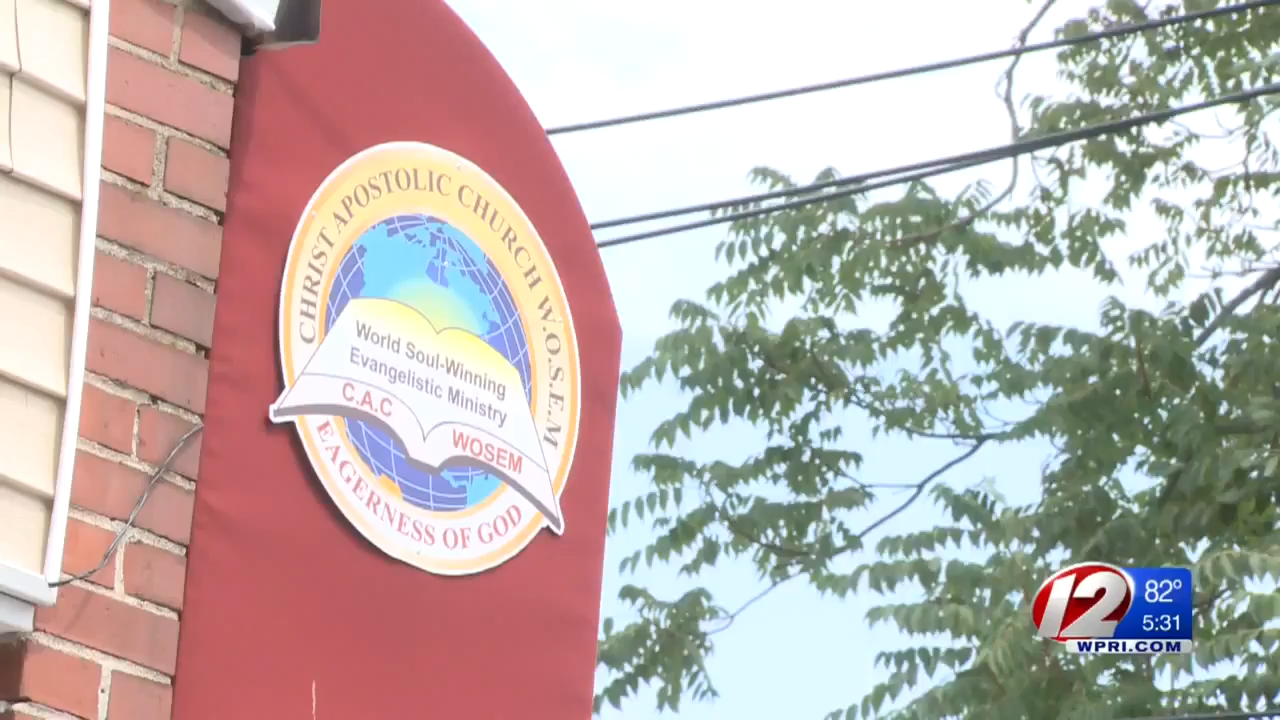 CHRIST APOSTOLIC CHURCH W.O.S.E.M
World Soul-Winning
Evangelistic Ministry
C.A.C
WOSEM
EAGERNESS OF GOD
12
82°
5:31
WPRI.COM